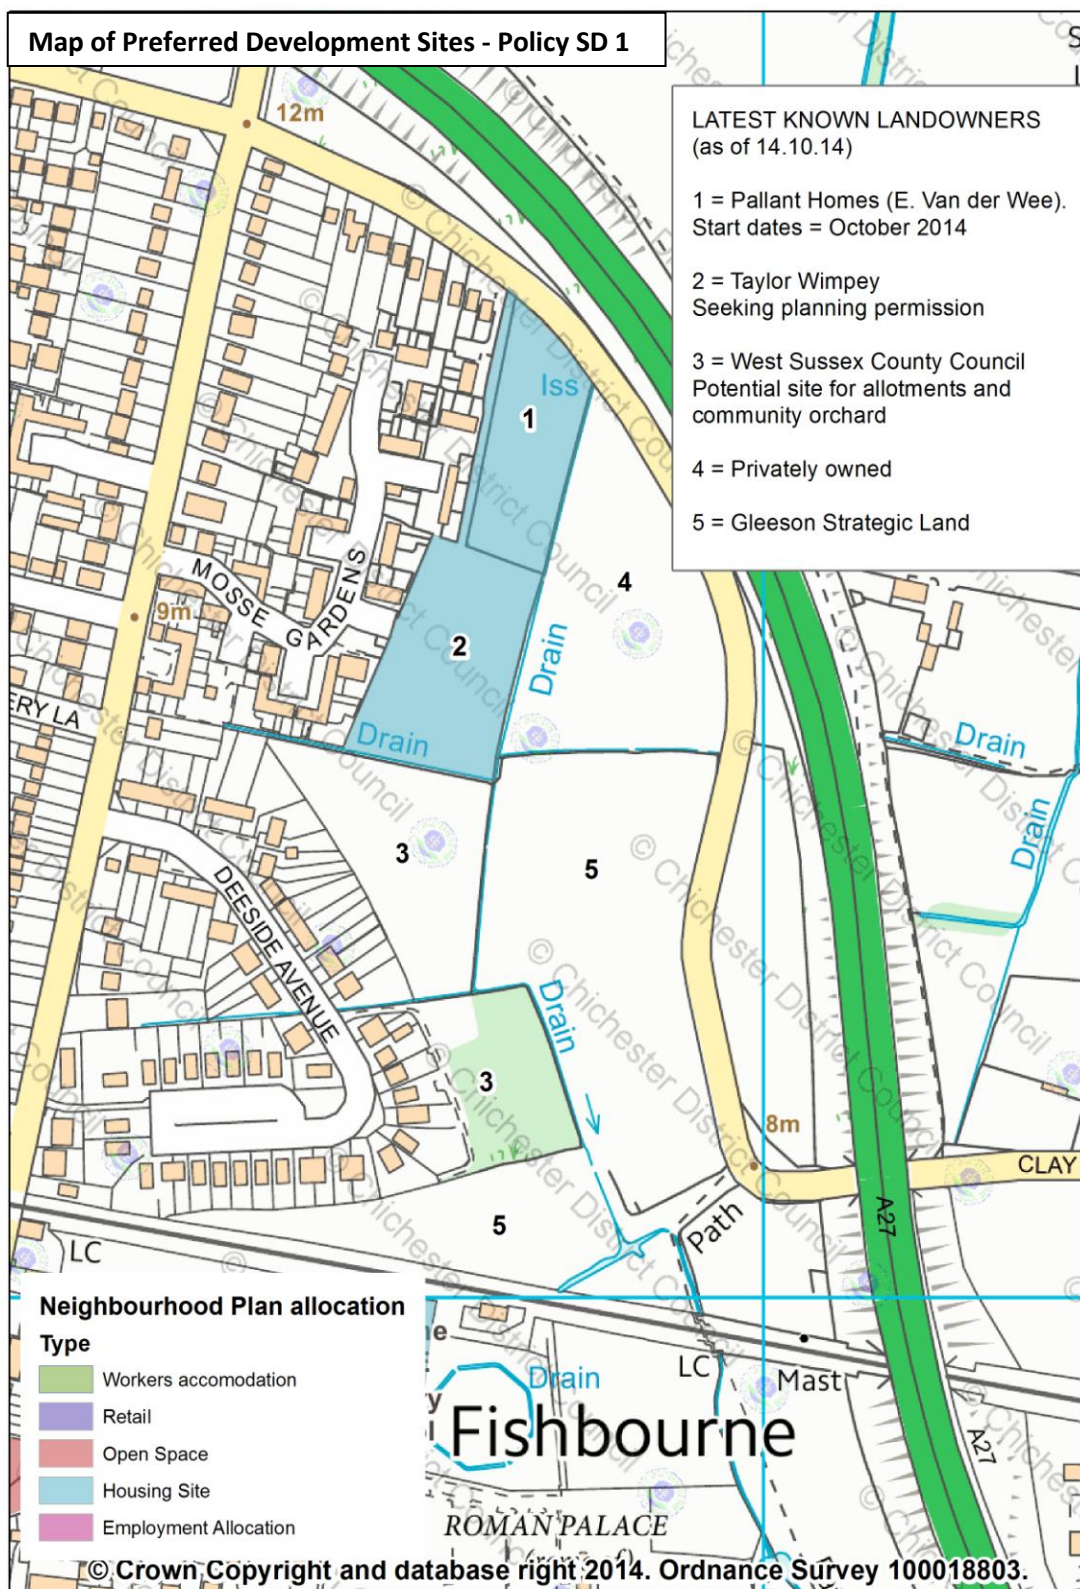 Map of Preferred Development Sites - Policy SD 1
LATEST KNOWN LANDOWNERS
(as of 14.10.14)
1 = Pallant Homes (E. Van der Wee).
Start dates = October 2014
2 = Taylor Wimpey
Seeking planning permission
3 = West Sussex County Council
Potential site for allotments and
community orchard
4 = Privately owned
5 = Gleeson Strategic Land
12m
Iss
1
4
MOSSE GARDENS
9m
2
Drain
ERY LA
Drain
Drain
Drain
3
5
DEESIDE AVENUE
Drain
3
8m
CLAY
A27
Path
5
LC
LC
Mast
A27
Drain
Fishbourne
ROMAN PALACE
Neighbourhood Plan allocation
Type
Workers accomodation
Retail
Open Space
Housing Site
Employment Allocation
© Chichester District Council
© Crown Copyright and database right 2014. Ordnance Survey 100018803.